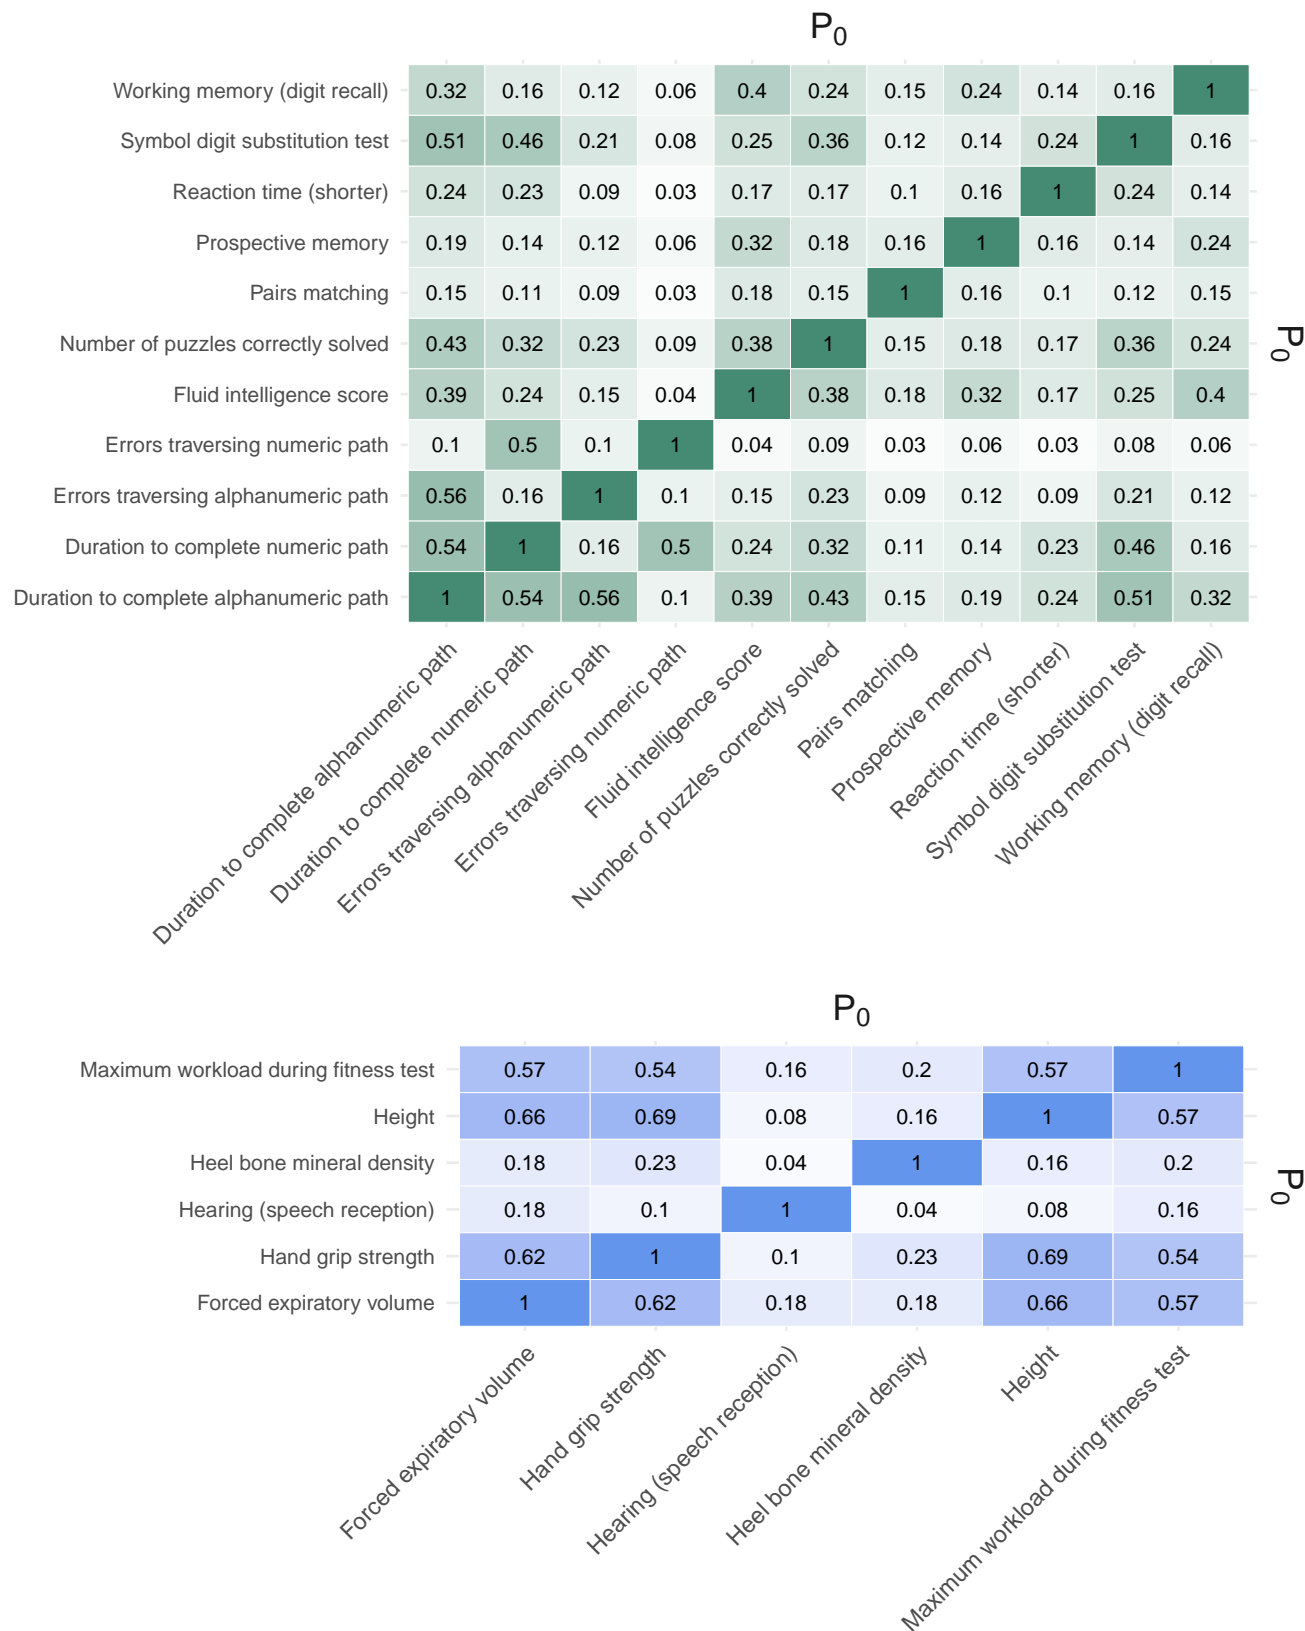 P0
Working memory (digit recall) 0.32 0.16 0.12 0.06 0.4 0.24 0.15 0.24 0.14 0.16 1
Symbol digit substitution test 0.51 0.46 0.21 0.08 0.25 0.36 0.12 0.14 0.24 1 0.16
Reaction time (shorter) 0.24 0.23 0.09 0.03 0.17 0.17 0.1 0.16 1 0.24 0.14
Prospective memory 0.19 0.14 0.12 0.06 0.32 0.18 0.16 1 0.16 0.14 0.24
Pairs matching 0.15 0.11 0.09 0.03 0.18 0.15 1 0.16 0.1 0.12 0.15
Number of puzzles correctly solved 0.43 0.32 0.23 0.09 0.38 1 0.15 0.18 0.17 0.36 0.24
P0
Fluid intelligence score 0.39 0.24 0.15 0.04 1 0.38 0.18 0.32 0.17 0.25 0.4
Errors traversing numeric path 0.1 0.5 0.1 1 0.04 0.09 0.03 0.06 0.03 0.08 0.06
Errors traversing alphanumeric path 0.56 0.16 1 0.1 0.15 0.23 0.09 0.12 0.09 0.21 0.12
Duration to complete numeric path 0.54 1 0.16 0.5 0.24 0.32 0.11 0.14 0.23 0.46 0.16
Duration to complete alphanumeric path 1 0.54 0.56 0.1 0.39 0.43 0.15 0.19 0.24 0.51 0.32
Duration to complete alphanumeric path
Duration to complete numeric path
Errors traversing alphanumeric path
Errors traversing numeric path
Fluid intelligence score
Number of puzzles correctly solved
Pairs matching
Prospective memory
Reaction time (shorter)
Symbol digit substitution test
Working memory (digit recall)
P0
Maximum workload during fitness test 0.57 0.54 0.16 0.2 0.57 1
Height 0.66 0.69 0.08 0.16 1 0.57
Heel bone mineral density 0.18 0.23 0.04 1 0.16 0.2
P0
Hearing (speech reception) 0.18 0.1 1 0.04 0.08 0.16
Hand grip strength 0.62 1 0.1 0.23 0.69 0.54
Forced expiratory volume 1 0.62 0.18 0.18 0.66 0.57
Forced expiratory volume
Hand grip strength
Hearing (speech reception)
Heel bone mineral density
Height
Maximum workload during fitness test